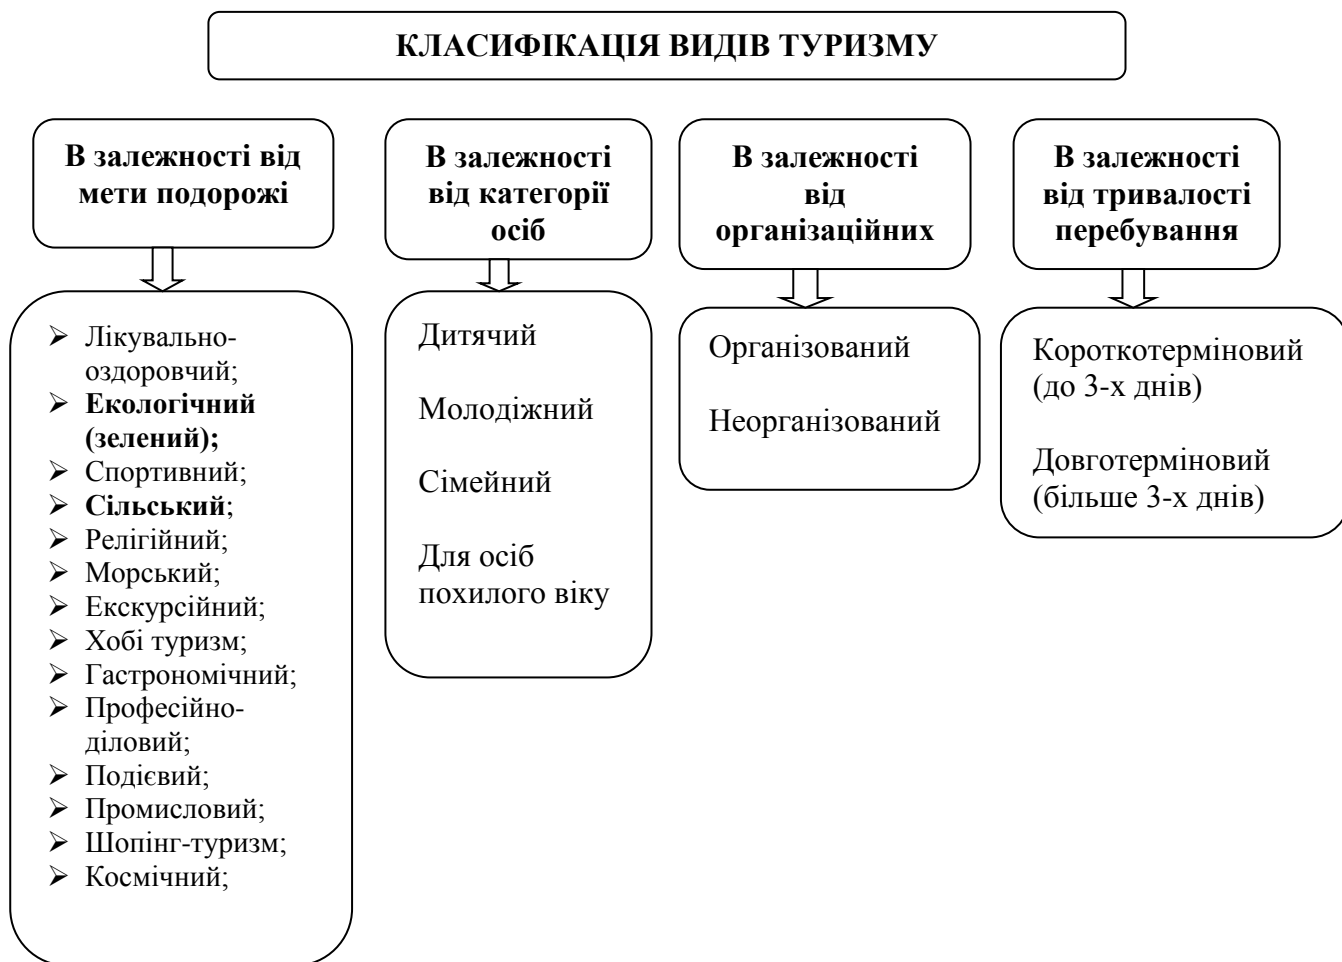 КЛАСИФІКАЦІЯ ВИДІВ ТУРИЗМУ
В залежності від
мети подорожі
В залежності
від категорії
осіб
В залежності
від
організаційних
В залежності
від тривалості
перебування
➢ Лікувально-
оздоровчий;
➢ Екологічний
(зелений);
➢ Спортивний;
➢ Сільський;
➢ Релігійний;
➢ Морський;
➢ Екскурсійний;
➢ Хобі туризм;
➢ Гастрономічний;
➢ Професійно-
діловий;
➢ Подієвий;
➢ Промисловий;
➢ Шопінг-туризм;
➢ Космічний;
Дитячий
Молодіжний
Сімейний
Для осіб
похилого віку
Організований
Неорганізований
Короткотерміновий
(до 3-х днів)
Довготерміновий
(більше 3-х днів)